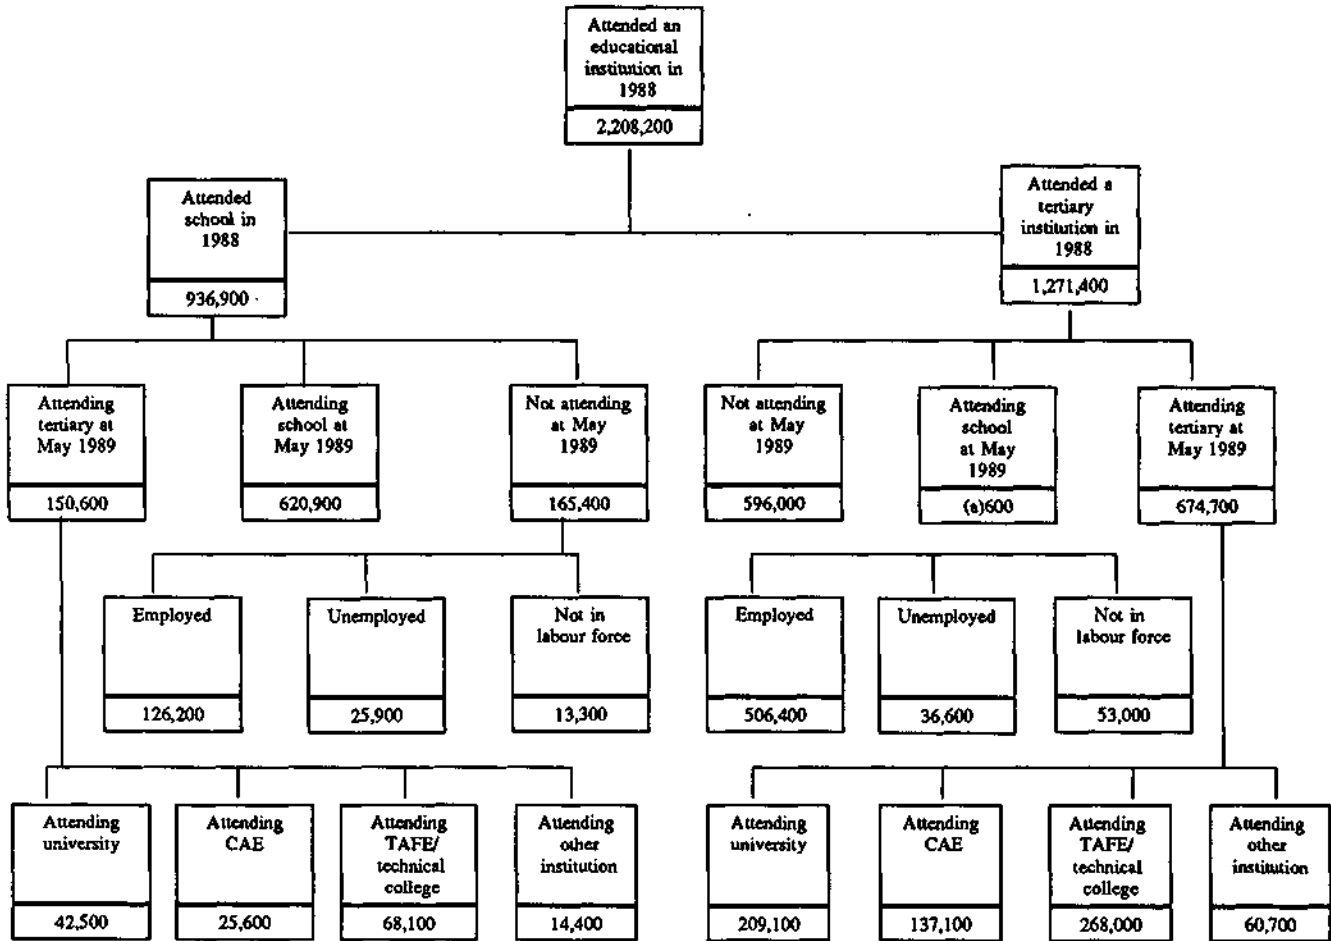 Attended an
educational
institution in
1988
2,208,200
Attended
school in
1988
936,900
Attended a
tertiary
institution in
1988
1,271,400
Attending
tertiary at
May 1989
150,600
Attending
school at
May 1989
620,900
Not attending
at May
1989
165,400
Not attending
at May
1989
596,000
Attending
school
at May
1989
(a)600
Attending
tertiary at
May 1989
674,700
Employed
126,200
Unemployed
25,900
Not in
labour force
13,300
Employed
506,400
Unemployed
36,600
Not in
labour force
53,000
Attending
university
42,500
Attending
CAE
25,600
Attending
TAFE/
technical
college
68,100
Attending
other
institution
14,400
Attending
university
209,100
Attending
CAE
137,100
Attending
TAFE/
technical
college
268,000
Attending
other
institution
60,700